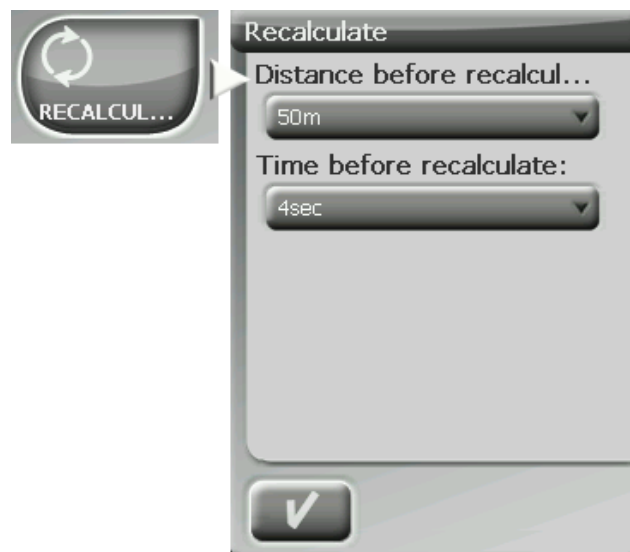 RECALCUL...
Recalculate
Distance before recalcul...
50m
Time before recalculate:
4sec